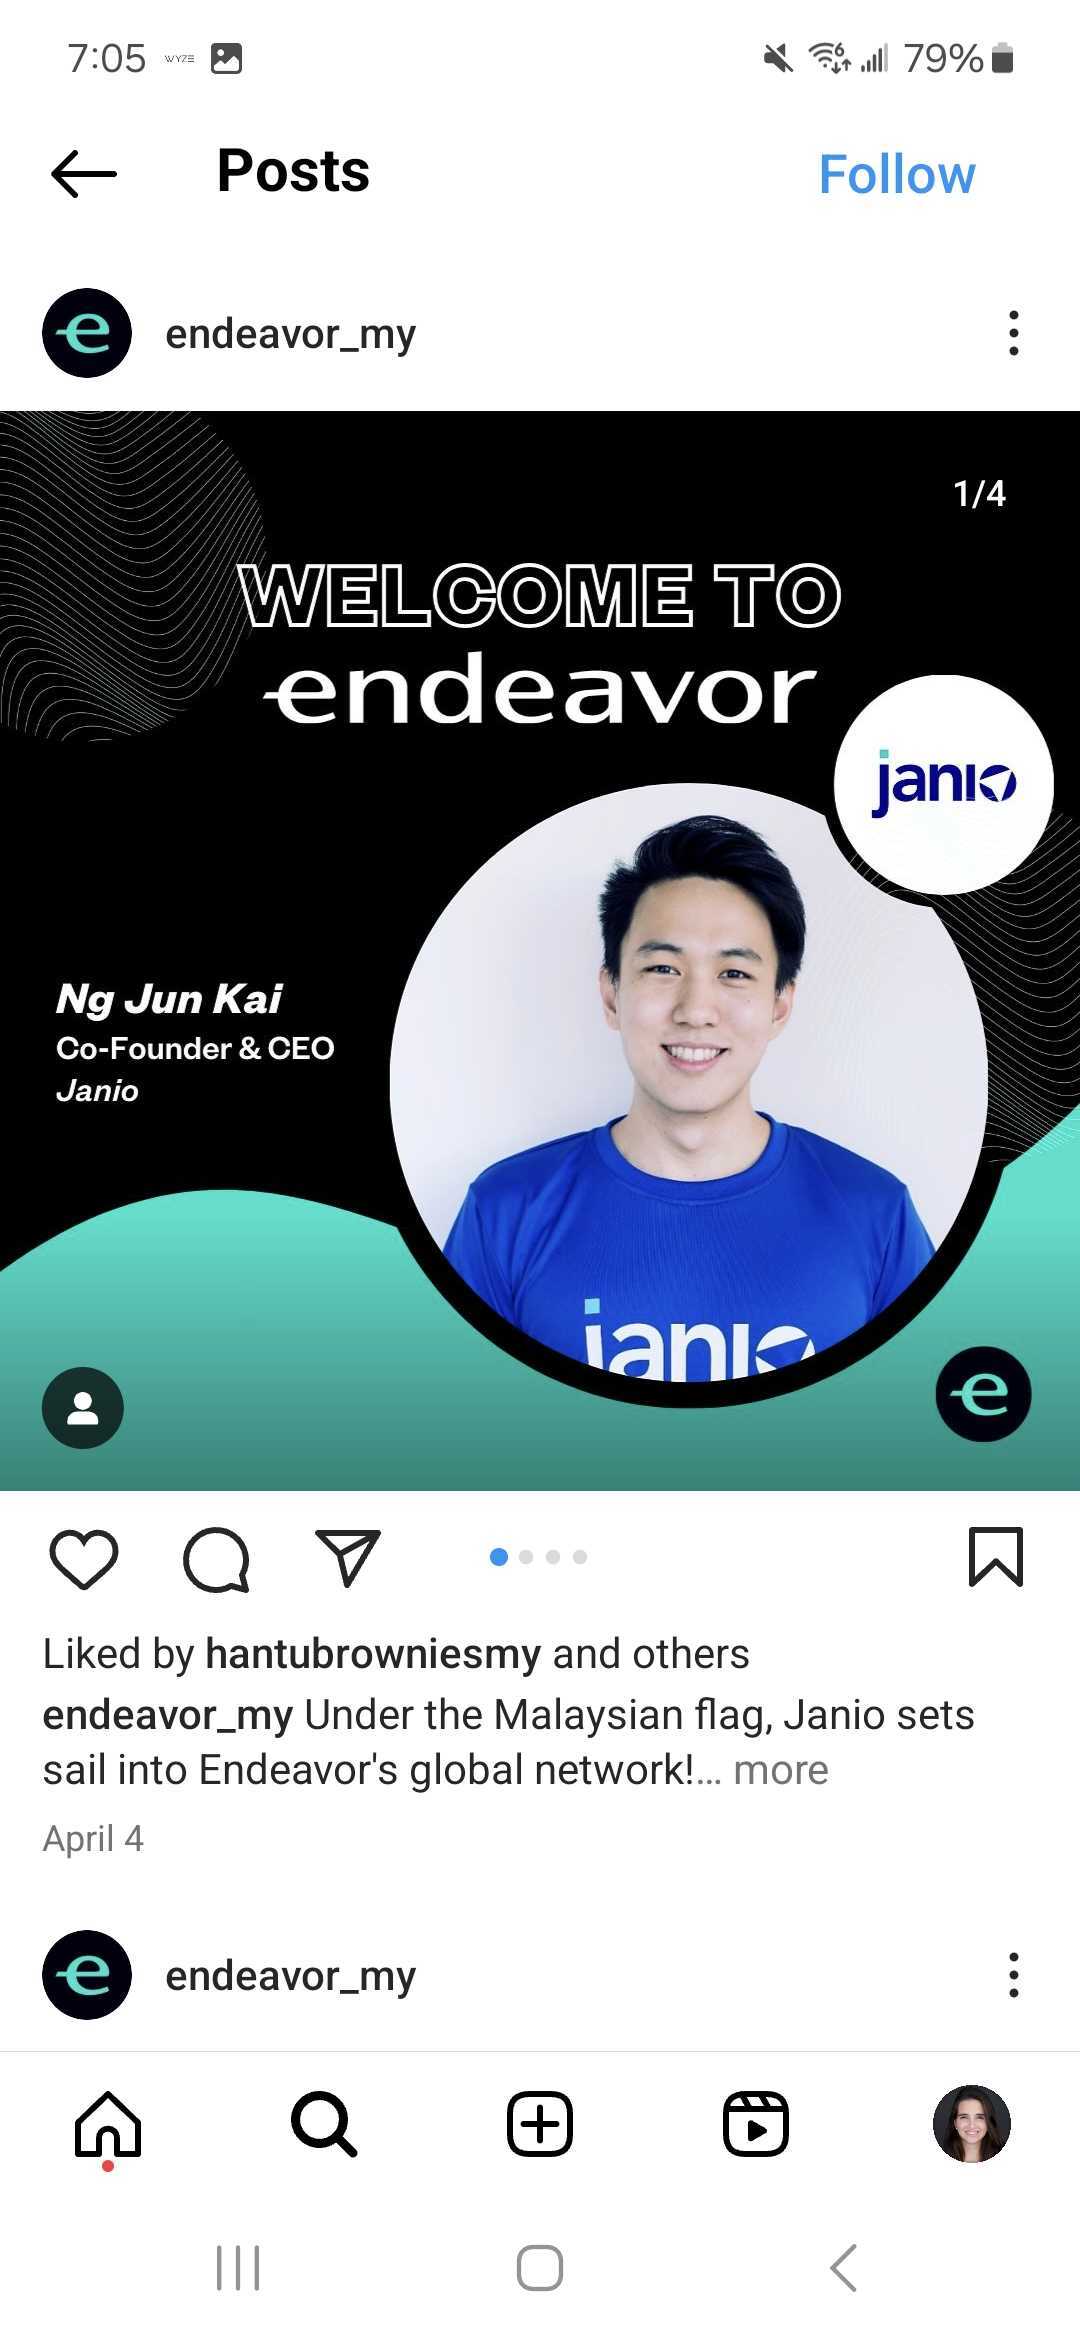 7:05 WYZE 79%
Posts Follow
endeavor_my
1/4
WELCOME TO
endeavor
janio
Ng Jun Kai
Co-Founder & CEO
Janio
janio
Liked by hantubrowniesmy and others
endeavor_my Under the Malaysian flag, Janio sets
sail into Endeavor's global network!... more
April 4
endeavor_my